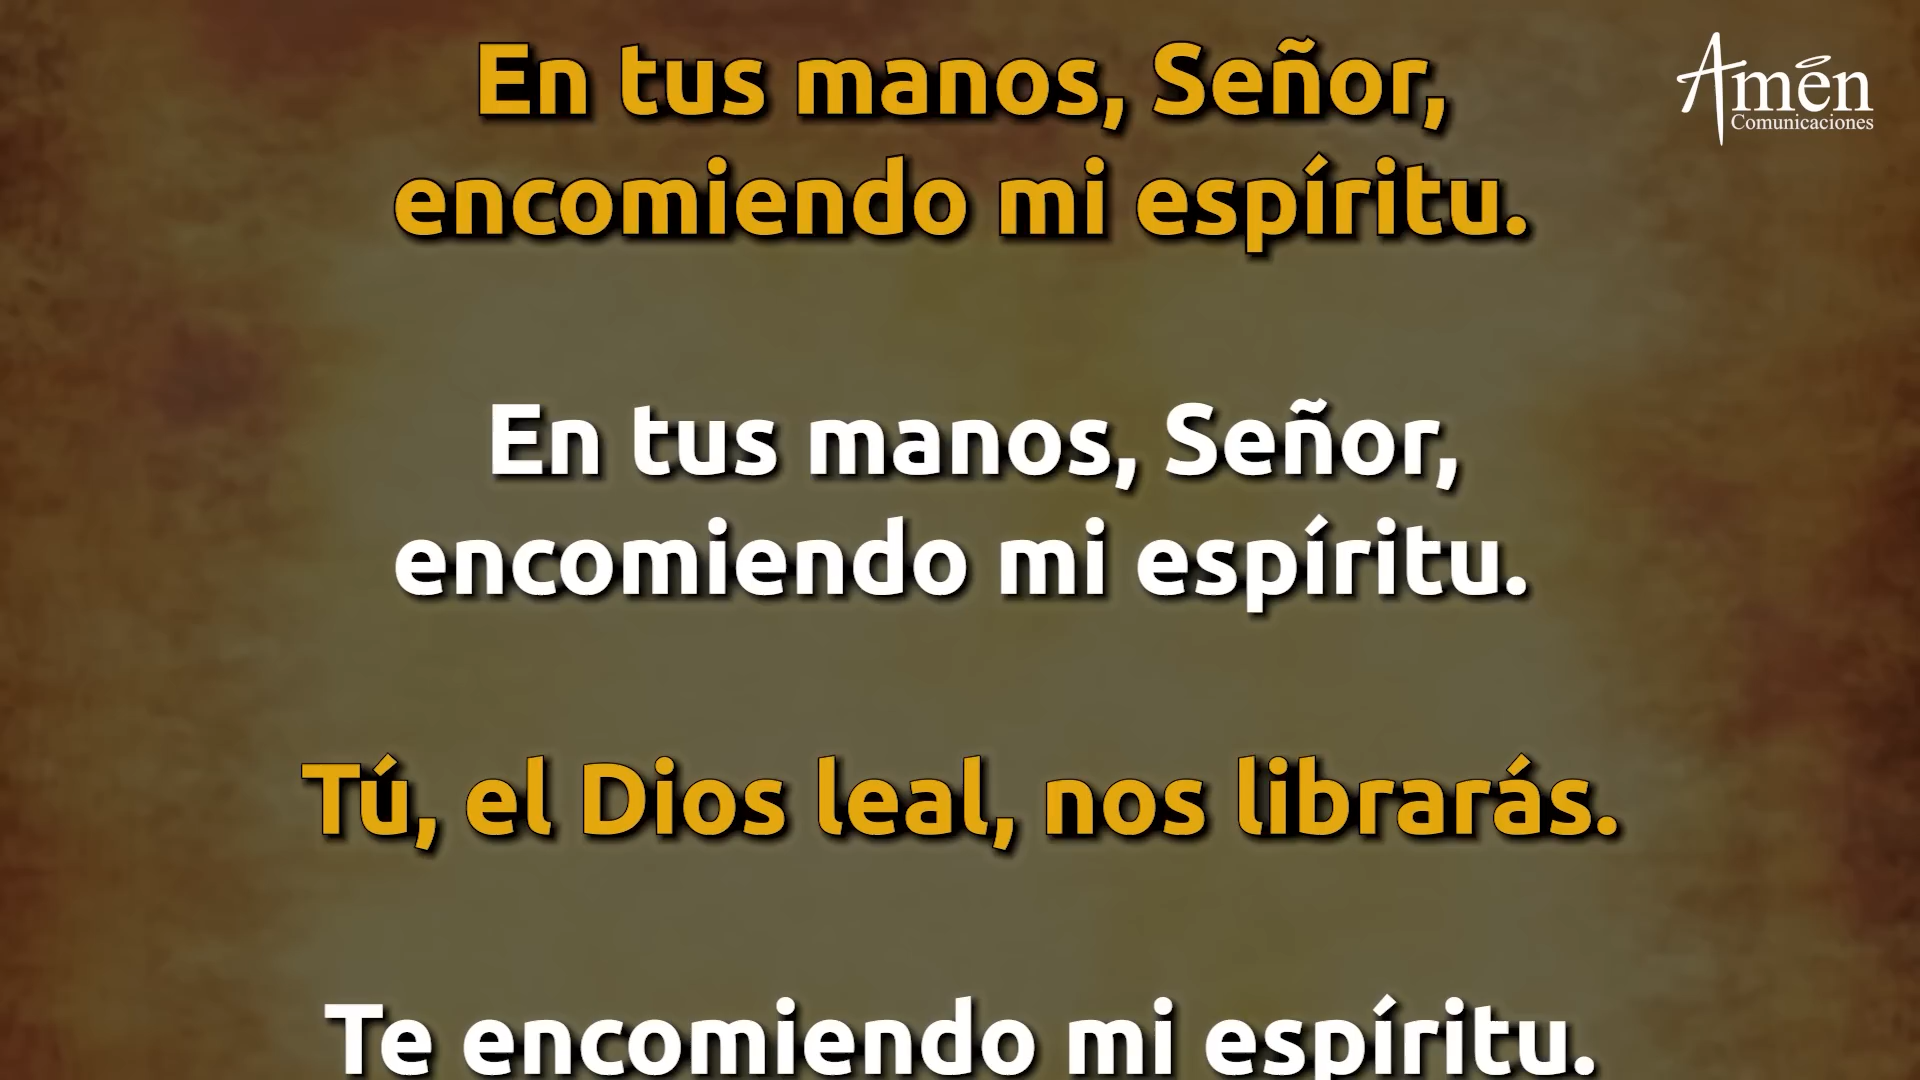 En tus manos, Señor,
encomiendo mi espíritu.
En tus manos, Señor,
encomiendo mi espíritu.
Tú, el Dios leal, nos librarás.
Te encomiendo mi espíritu.
Amén
Comunicaciones